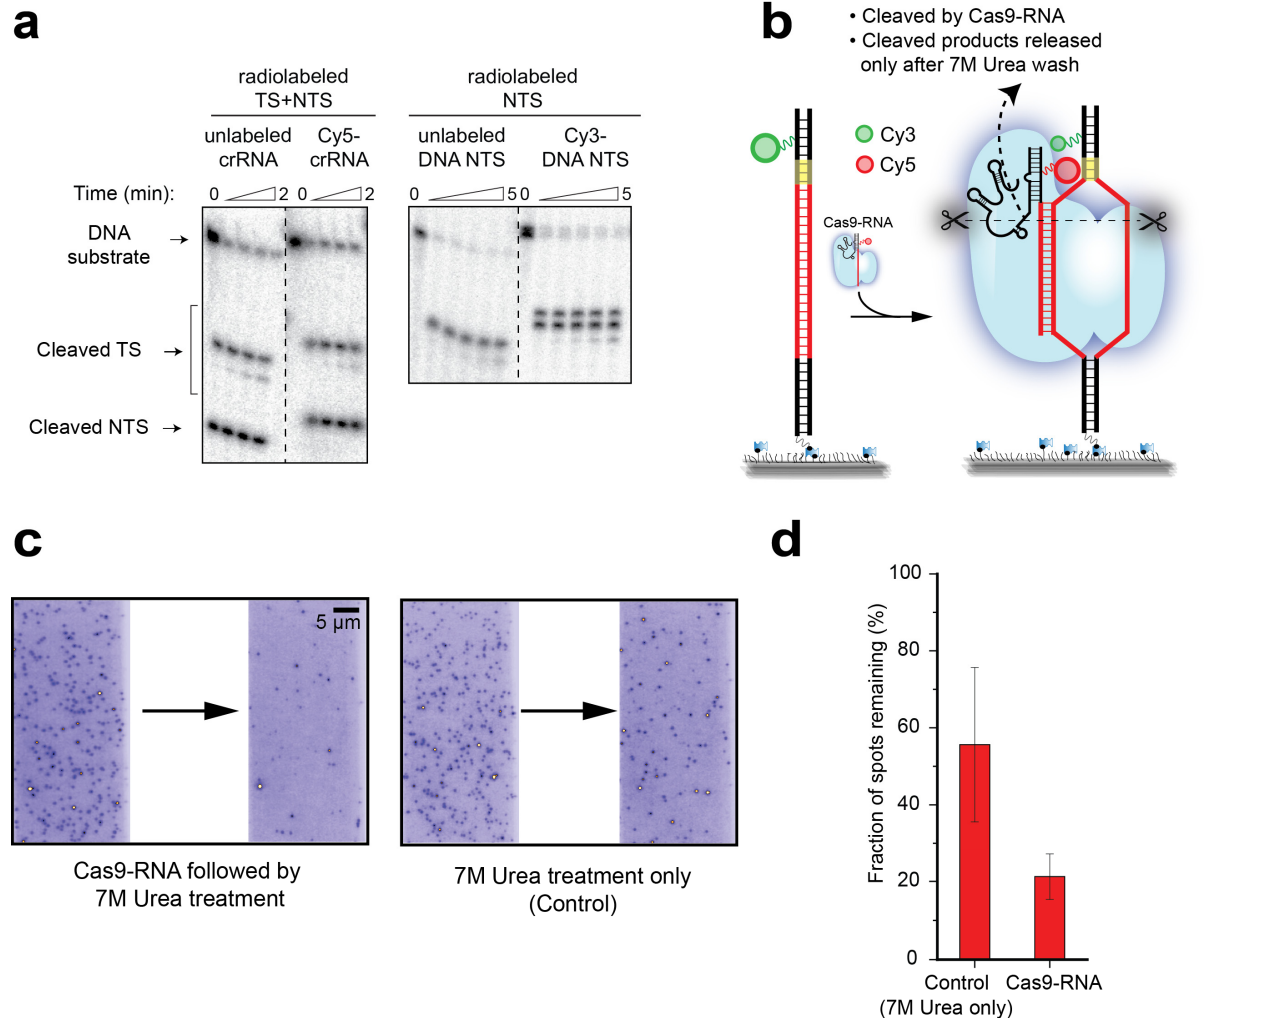 a
radiolabeled
TS+NTS
radiolabeled
NTS
unlabeled
crRNA
Cy5-
crRNA
unlabeled
DNA NTS
Cy3-
DNA NTS
Time (min):
0
2
0
2
0
5
0
5
DNA
substrate
Cleaved TS
Cleaved NTS
b
• Cleaved by Cas9-RNA
• Cleaved products released
only after 7M Urea wash
Cy3
Cy5
Cas9-RNA
c
5 µm
Cas9-RNA followed by
7M Urea treatment
7M Urea treatment only
(Control)
d
Fraction of spots remaining (%)
100
80
60
40
20
0
Control
(7M Urea only)
Cas9-RNA